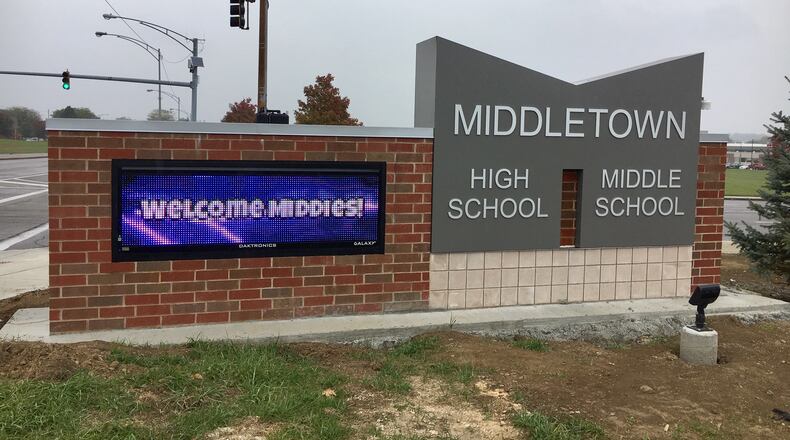 WELCOME MIDDIES!
DAKTRONICS GALAXY
MIDDLETOWN
HIGH
SCHOOL
MIDDLE
SCHOOL